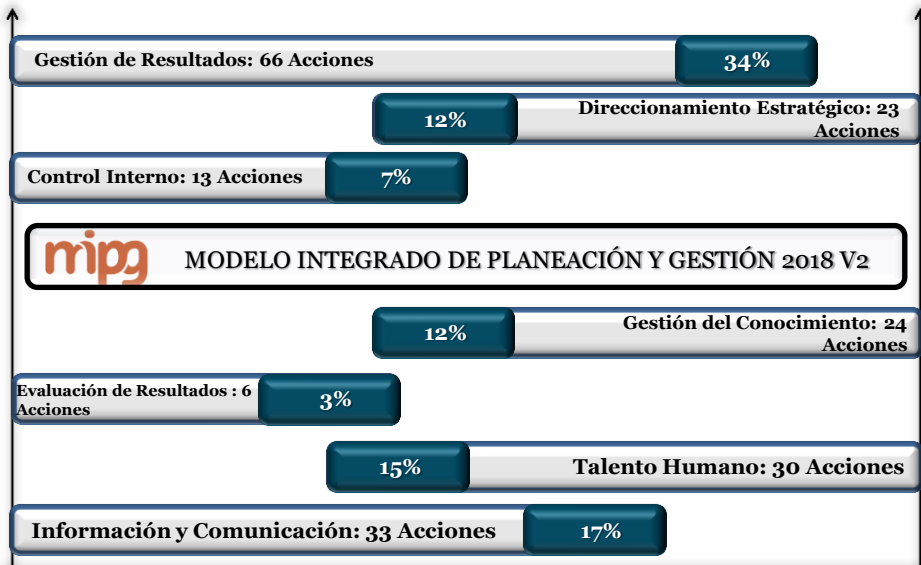 Gestión de Resultados: 66 Acciones
34%
12%
Direccionamiento Estratégico: 23
Acciones
Control Interno: 13 Acciones
7%
mipg
MODELO INTEGRADO DE PLANEACIÓN Y GESTIÓN 2018 V2
12%
Gestión del Conocimiento: 24
Acciones
Evaluación de Resultados : 6
Acciones
3%
15%
Talento Humano: 30 Acciones
Información y Comunicación: 33 Acciones
17%